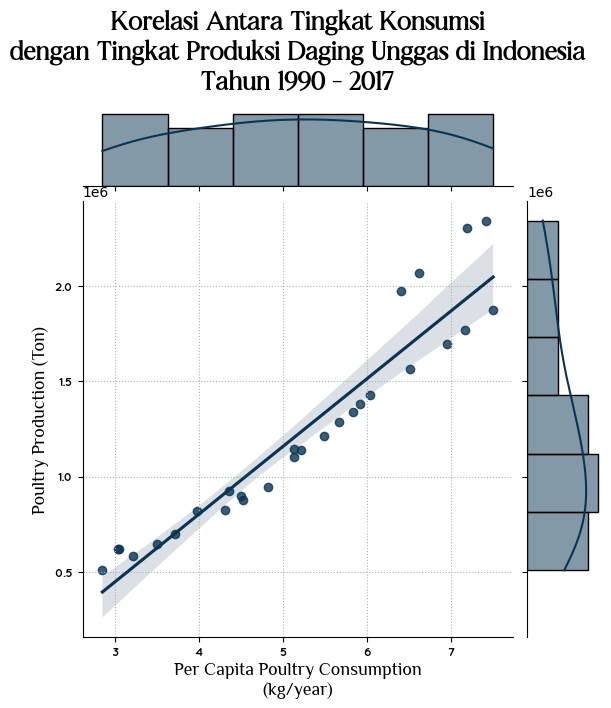 Korelasi Antara Tingkat Konsumsi
dengan Tingkat Produksi Daging Unggas di Indonesia
Tahun 1990 - 2017
1e6
1e6
2.0
1.5
1.0
0.5
Poultry Production (Ton)
3 4 5 6 7
Per Capita Poultry Consumption
(kg/year)